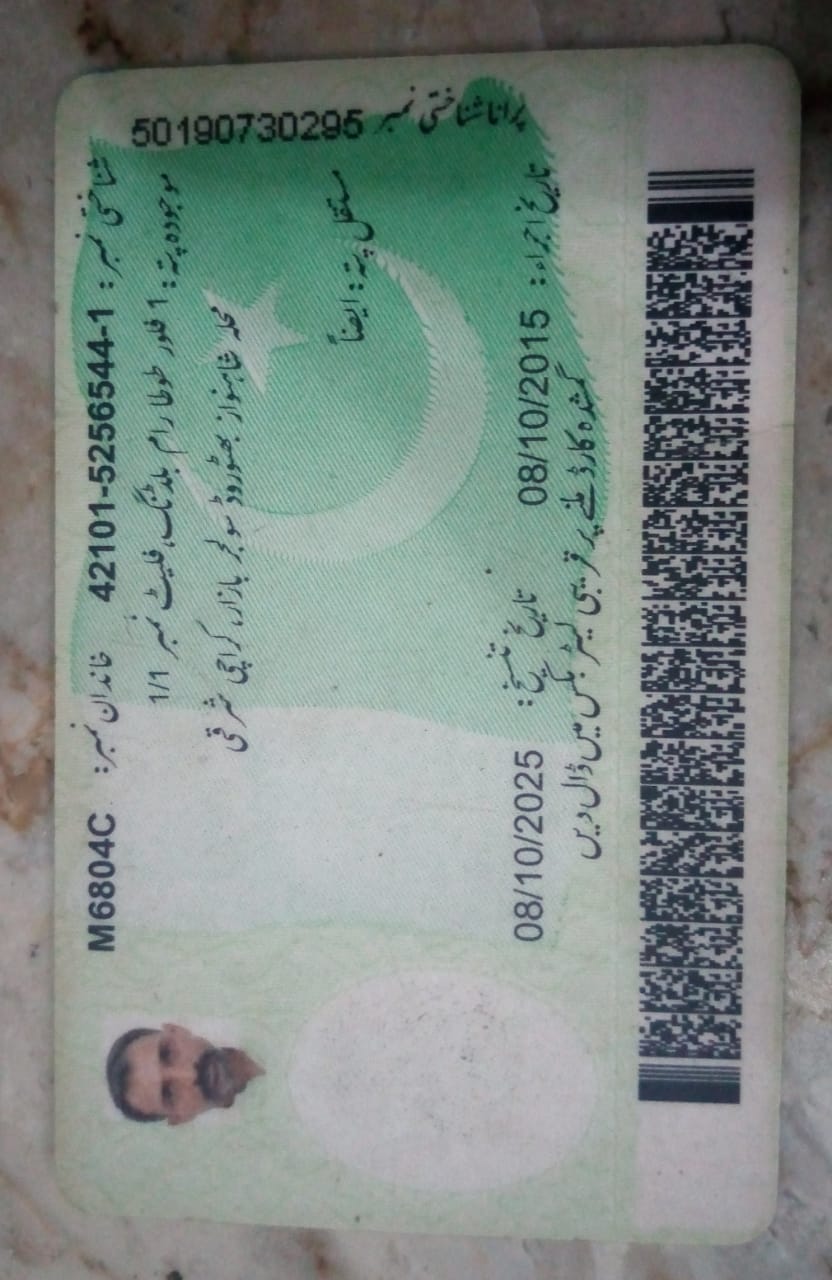 پرانا شناختی نمبر 50190730295
شناختی نمبر : 42101-5256544-1 خاندان نمبر: M6804C
موجودہ پتہ: 1 فلور طوطا رام بلڈنگ، فلیٹ نمبر 1/1
محلہ شاہنواز بھٹو روڈ سولجر بازار، کراچی شرقی
مستقل پتہ: ایضاً
تاریخ اجراء: 08/10/2015 تاریخ تنسیخ: 08/10/2025
گمشدہ کارڈ ملنے پر قریبی لیٹر بکس میں ڈال دیں